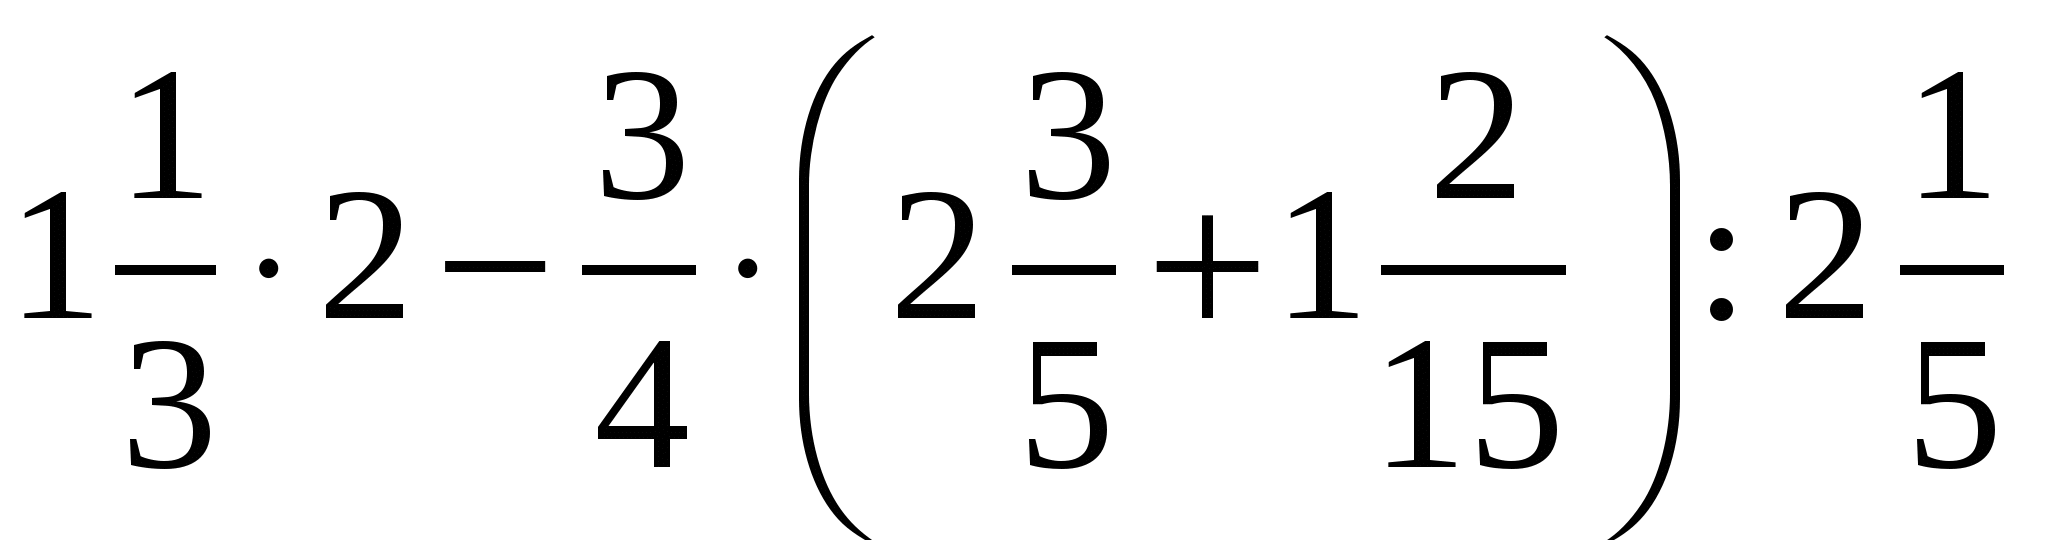 1 1/3 · 2 − 3/4 · (2 3/5 + 1 2/15) : 2 1/5